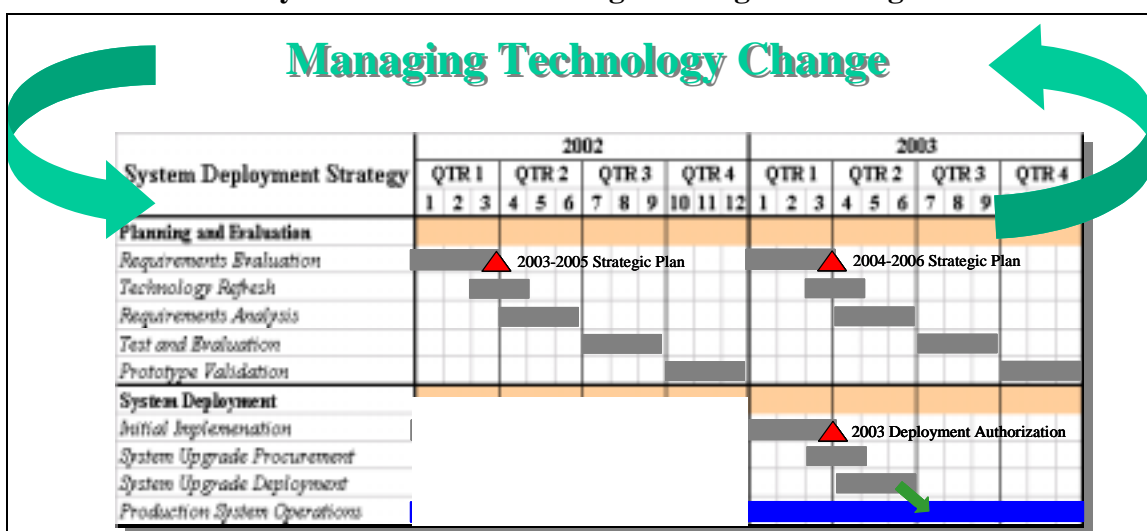 Managing Technology Change
2002 2003
System Deployment Strategy QTR 1 QTR 2 QTR 3 QTR 4 QTR 1 QTR 2 QTR 3 QTR 4
1 2 3 4 5 6 7 8 9 10 11 12 1 2 3 4 5 6 7 8 9
Planning and Evaluation
Requirements Evaluation 2003-2005 Strategic Plan 2004-2006 Strategic Plan
Technology Refresh
Requirements Analysis
Test and Evaluation
Prototype Validation
System Deployment
Initial Implemenation 2003 Deployment Authorization
System Upgrade Procurement
System Upgrade Deployment
Production System Operations